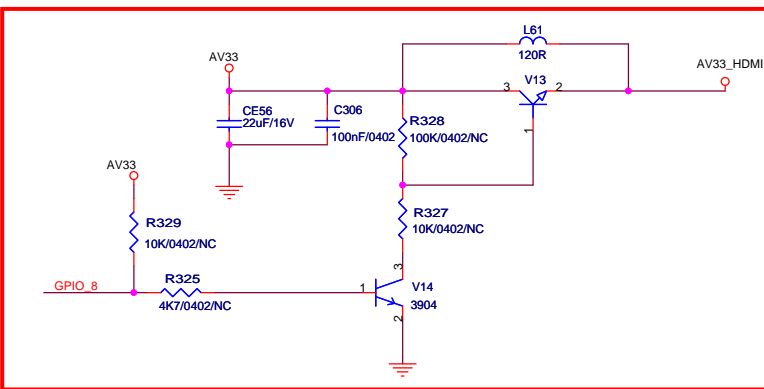 L61
120R
AV33
AV33_HDMI
V13
3
2
1
CE56
22uF/16V
C306
100nF/0402
R328
100K/0402/NC
AV33
R329
10K/0402/NC
R327
10K/0402/NC
GPIO_8
R325
4K7/0402/NC
3
1
V14
3904
2